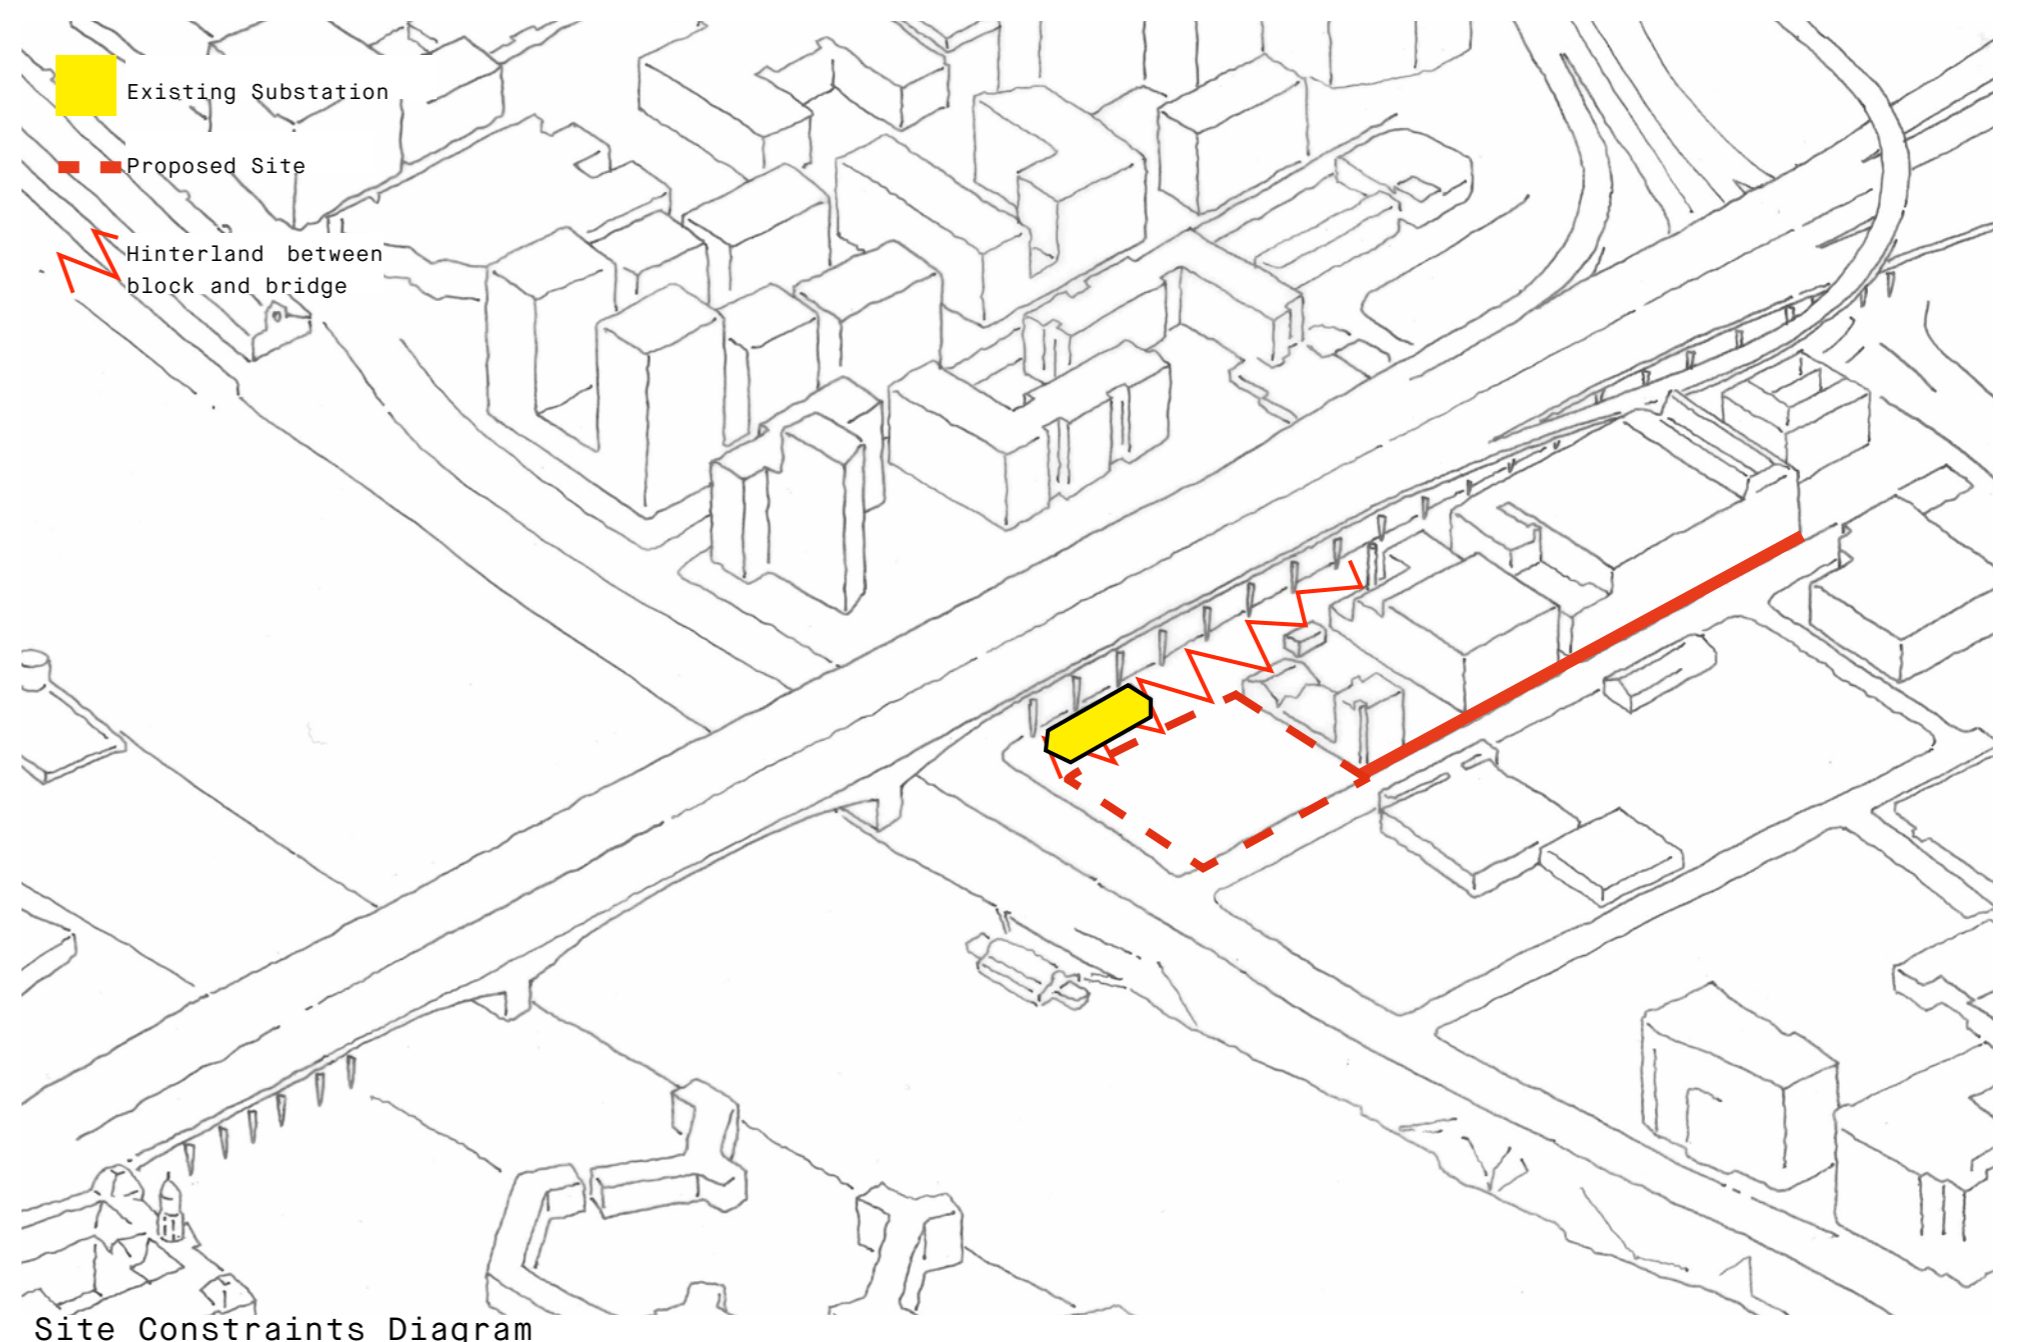 Existing Substation
Proposed Site
Hinterland between
block and bridge
Site Constraints Diagram